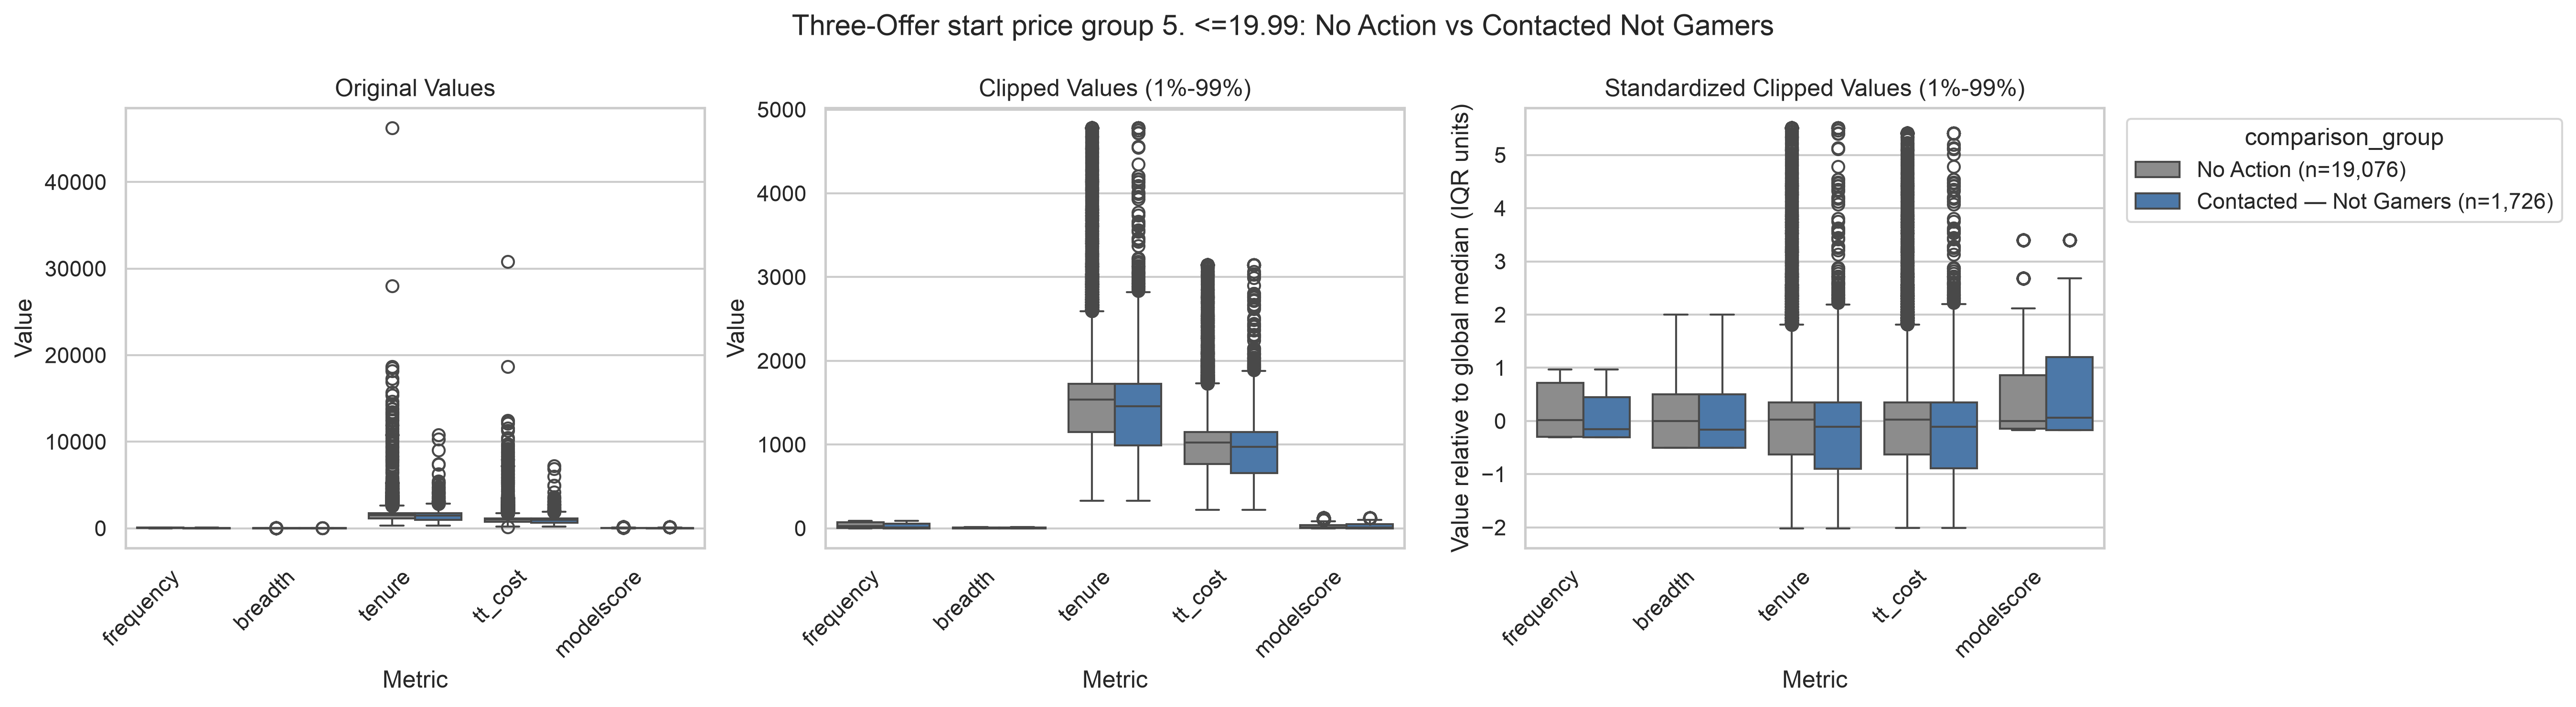 Three-Offer start price group 5. <=19.99: No Action vs Contacted Not Gamers
Original Values
Value
40000
30000
20000
10000
0
frequency
breadth
tenure
tt_cost
modelscore
Metric
Clipped Values (1%-99%)
Value
5000
4000
3000
2000
1000
0
frequency
breadth
tenure
tt_cost
modelscore
Metric
Standardized Clipped Values (1%-99%)
Value relative to global median (IQR units)
5
4
3
2
1
0
−1
−2
frequency
breadth
tenure
tt_cost
modelscore
Metric
comparison_group
No Action (n=19,076)
Contacted — Not Gamers (n=1,726)